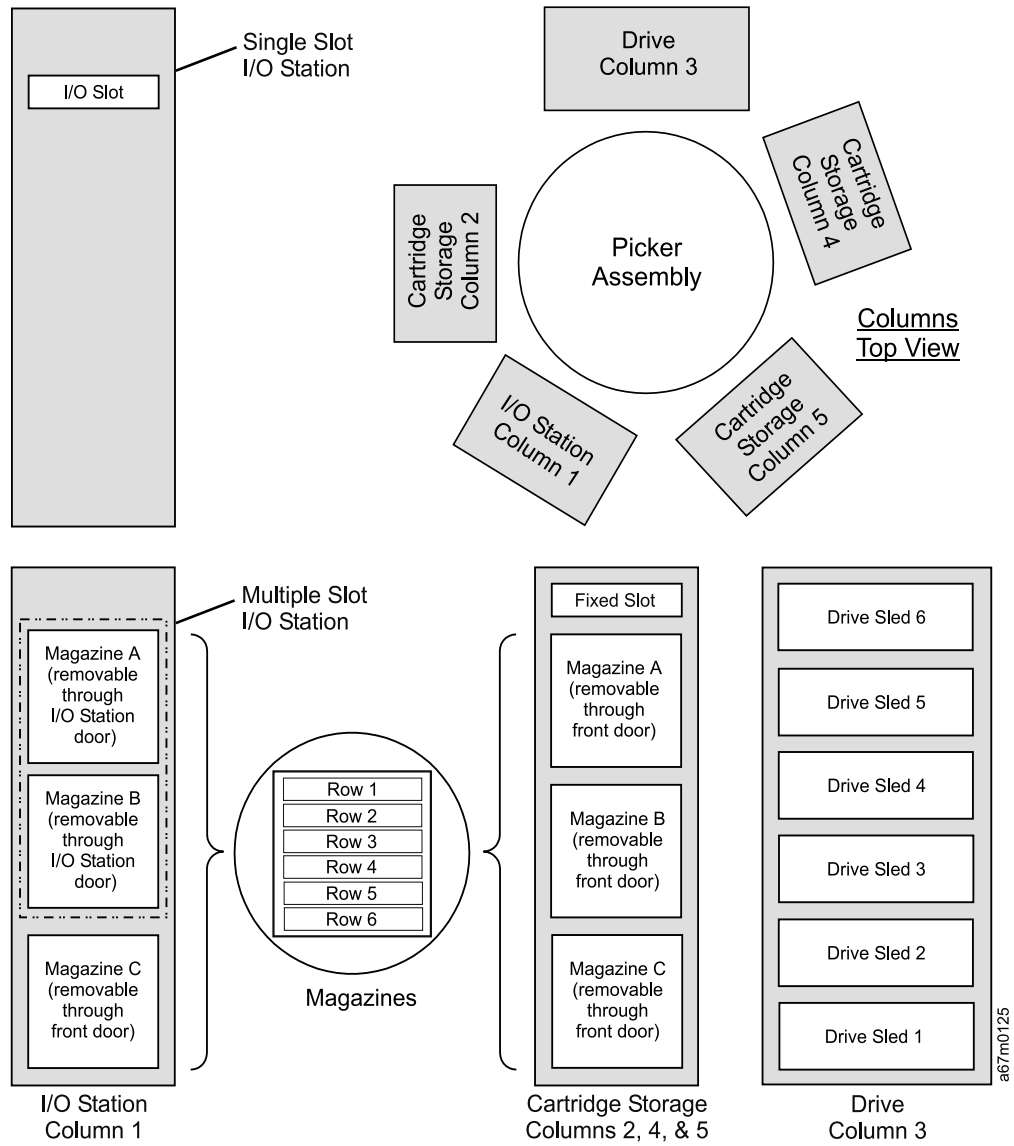 Single Slot
I/O Station
I/O Slot
Drive
Column 3
Cartridge
Storage
Column 4
Cartridge
Storage
Column 2
Picker
Assembly
Columns
Top View
I/O Station
Column 1
Cartridge
Storage
Column 5
Multiple Slot
I/O Station
Magazine A
(removable
through
I/O Station
door)
Magazine B
(removable
through
I/O Station
door)
Magazine C
(removable
through
front door)
I/O Station
Column 1
Row 1
Row 2
Row 3
Row 4
Row 5
Row 6
Magazines
Fixed Slot
Magazine A
(removable
through
front door)
Magazine B
(removable
through
front door)
Magazine C
(removable
through
front door)
Cartridge Storage
Columns 2, 4, & 5
Drive Sled 6
Drive Sled 5
Drive Sled 4
Drive Sled 3
Drive Sled 2
Drive Sled 1
Drive
Column 3
a67m0125